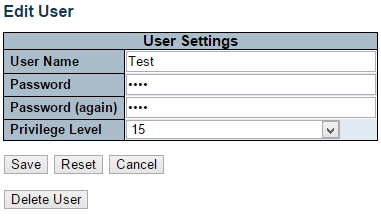 Edit User
User Settings
User Name Test
Password ••••
Password (again) ••••
Privilege Level 15
Save Reset Cancel
Delete User